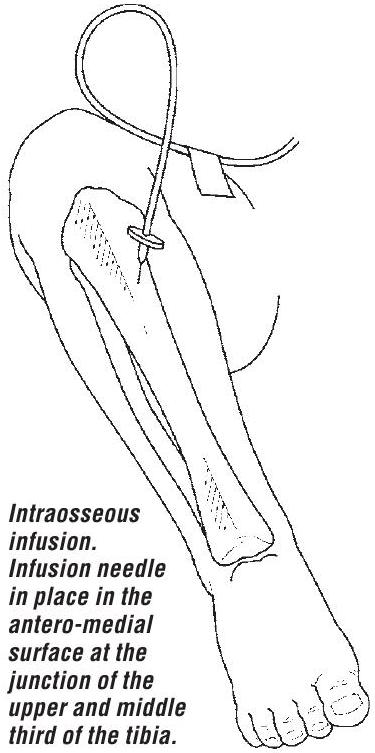 Intraosseous
infusion.
Infusion needle
in place in the
antero-medial
surface at the
junction of the
upper and middle
third of the tibia.